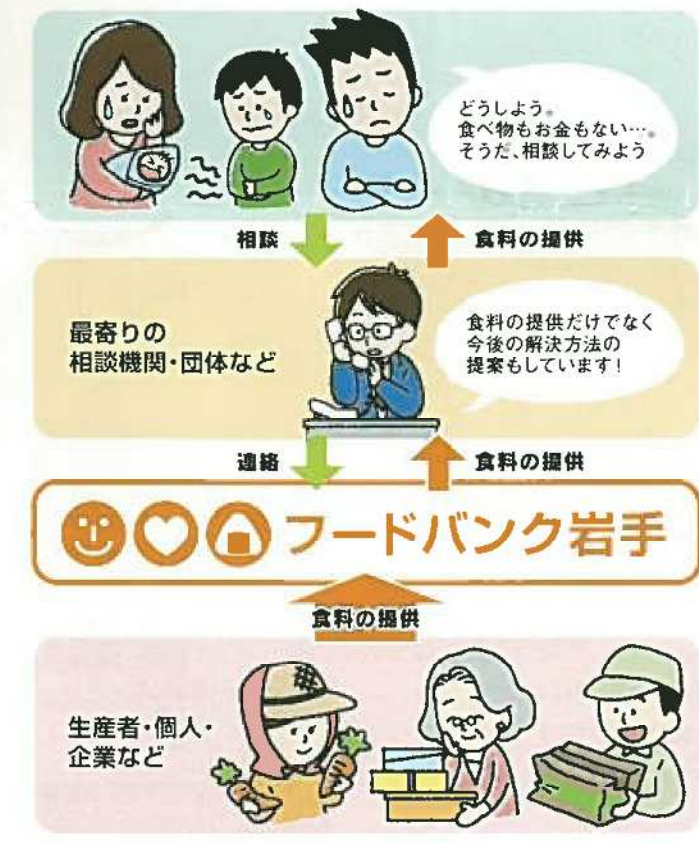 どうしよう。
食べ物もお金もない…。
そうだ、相談してみよう
相談
食料の提供
最寄りの
相談機関・団体など
食料の提供だけでなく
今後の解決方法の
提案もしています！
連絡
食料の提供
フードバンク岩手
食料の提供
生産者・個人・
企業など